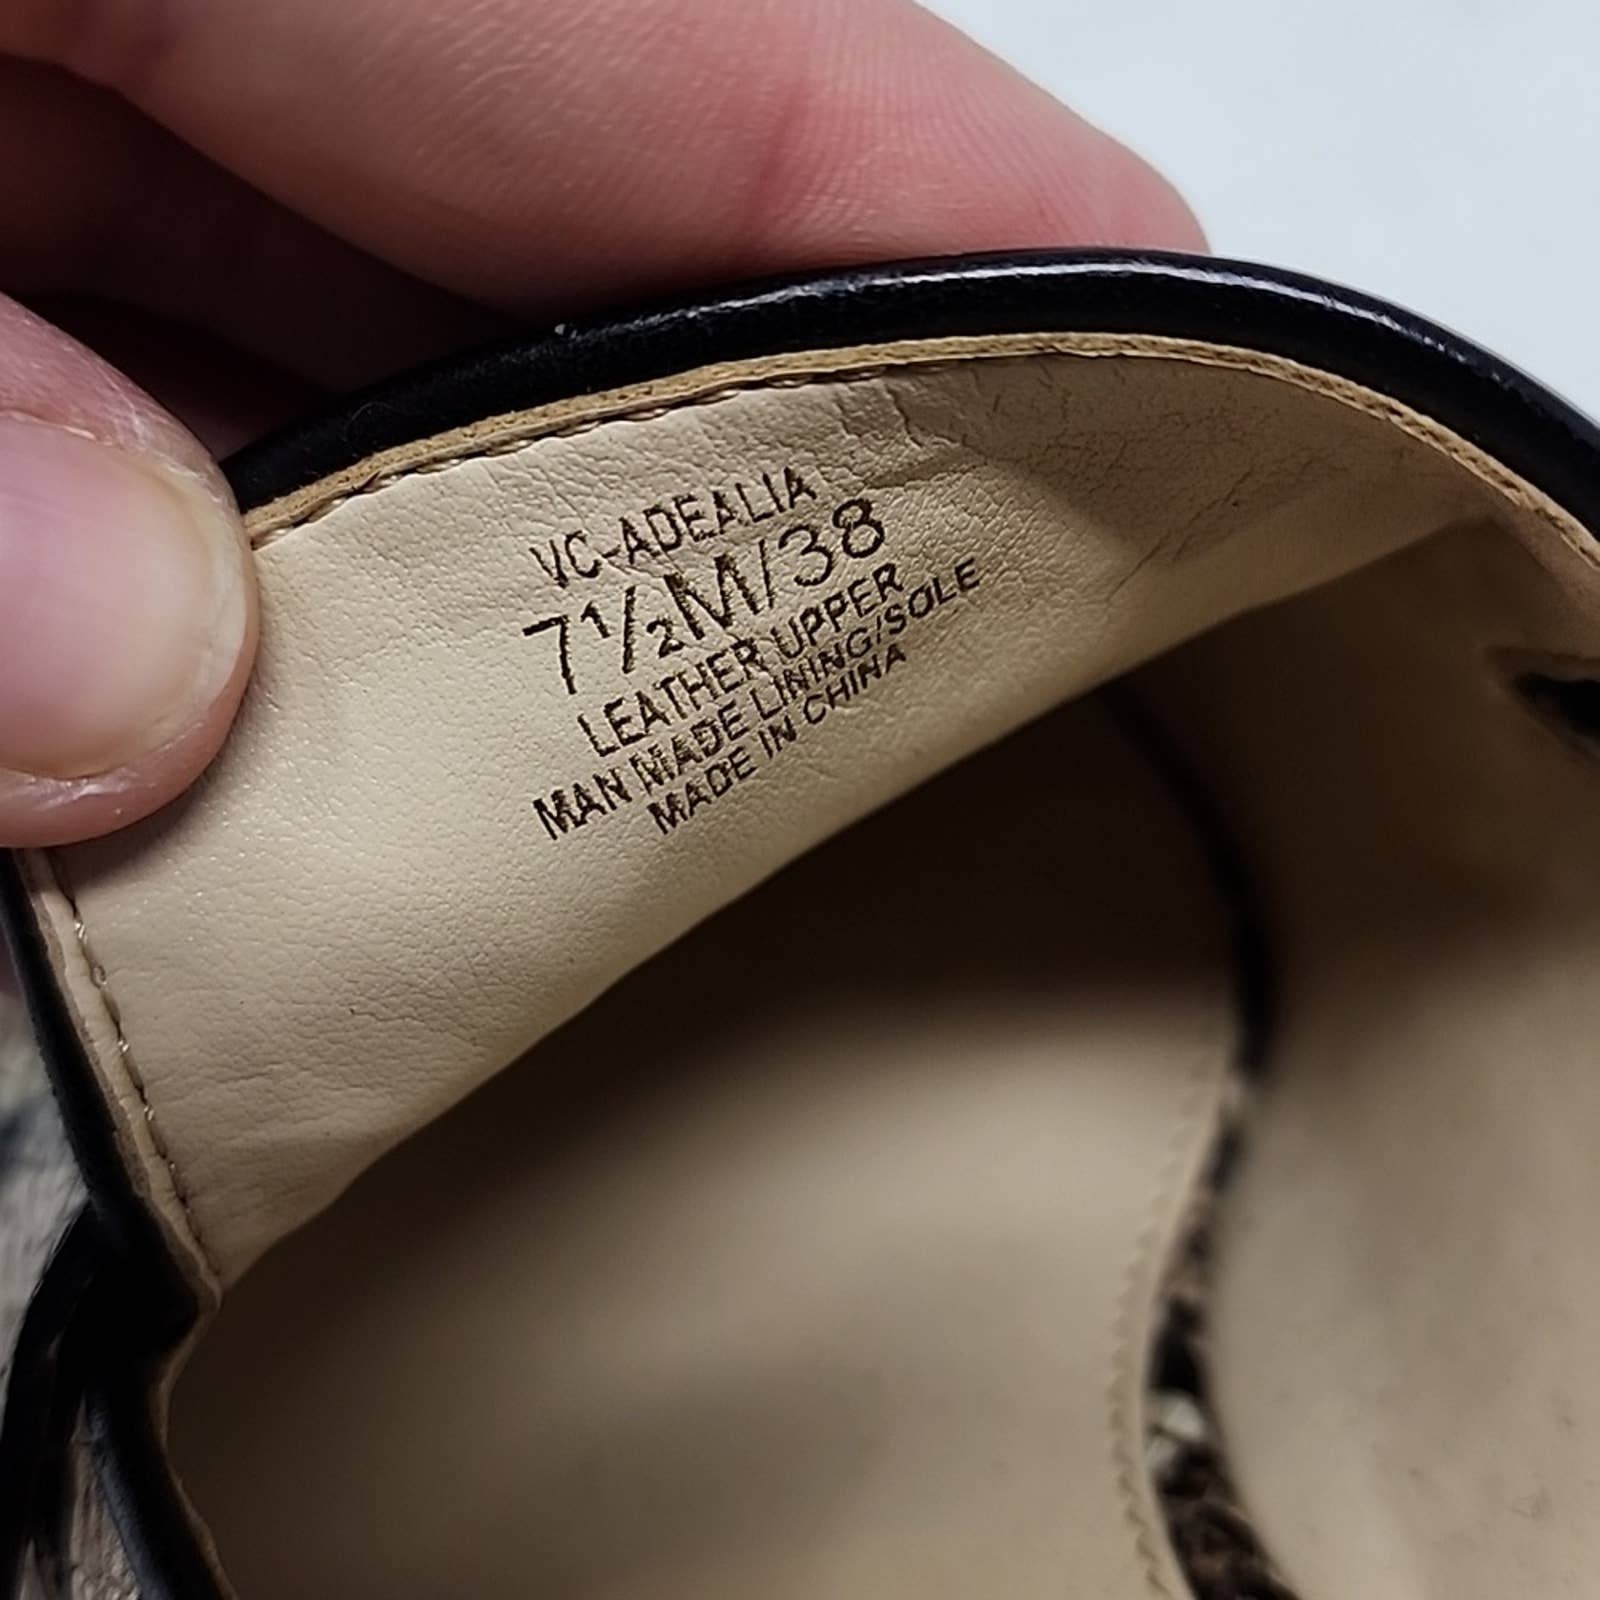 VC-ADEALIA
7½M/38
LEATHER UPPER
MAN MADE LINING/SOLE
MADE IN CHINA